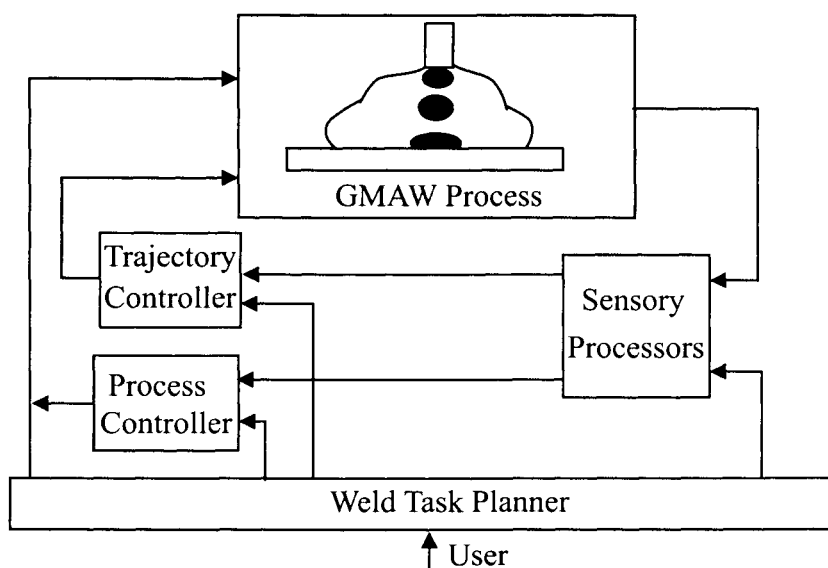 GMAW Process
Trajectory
Controller
Sensory
Processors
Process
Controller
Weld Task Planner
User